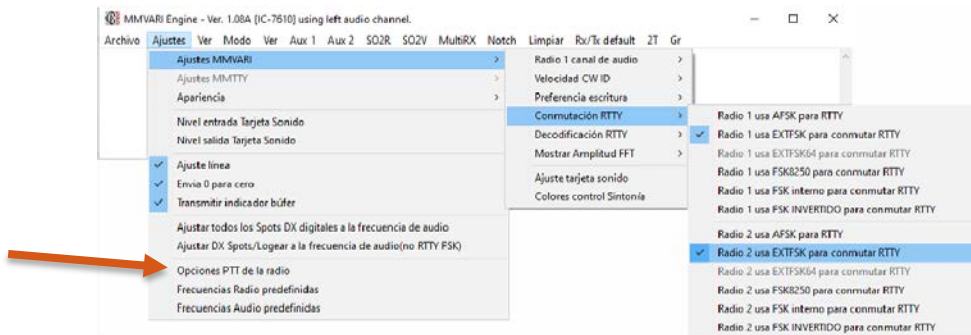 MMVARI Engine - Ver. 1.08A (IC-7610) using left audio channel.
Archivo Ajustes Ver Modo Ver Aux 1 Aux 2 SO2R SO2V MultiRX Notch Limpiar Rx/Tx default 2T Gr
Ajustes MMVARI
Ajustes MMTTY
Apariencia
Nivel entrada Tarjeta Sonido
Nivel salida Tarjeta Sonido
Ajuste línea
Envia 0 para cero
Transmitir indicador búfer
Ajustar todos los Spots DX digitales a la frecuencia de audio
Ajustar DX Spots/Logear a la frecuencia de audio(no RTTY FSK)
Opciones PTT de la radio
Frecuencias Radio predefinidas
Frecuencias Audio predefinidas
Radio 1 canal de audio
Velocidad CW ID
Preferencia escritura
Conmutación RTTY
Decodificación RTTY
Mostrar Amplitud FFT
Ajuste tarjeta sonido
Colores control Sintonía
Radio 1 usa AFSK para RTTY
Radio 1 usa EXTFSK para conmutar RTTY
Radio 1 usa EXTFSK64 para conmutar RTTY
Radio 1 usa FSK8250 para conmutar RTTY
Radio 1 usa FSK interno para conmutar RTTY
Radio 1 usa FSK INVERTIDO para conmutar RTTY
Radio 2 usa AFSK para RTTY
Radio 2 usa EXTFSK para conmutar RTTY
Radio 2 usa EXTFSK64 para conmutar RTTY
Radio 2 usa FSK8250 para conmutar RTTY
Radio 2 usa FSK interno para conmutar RTTY
Radio 2 usa FSK INVERTIDO para conmutar RTTY